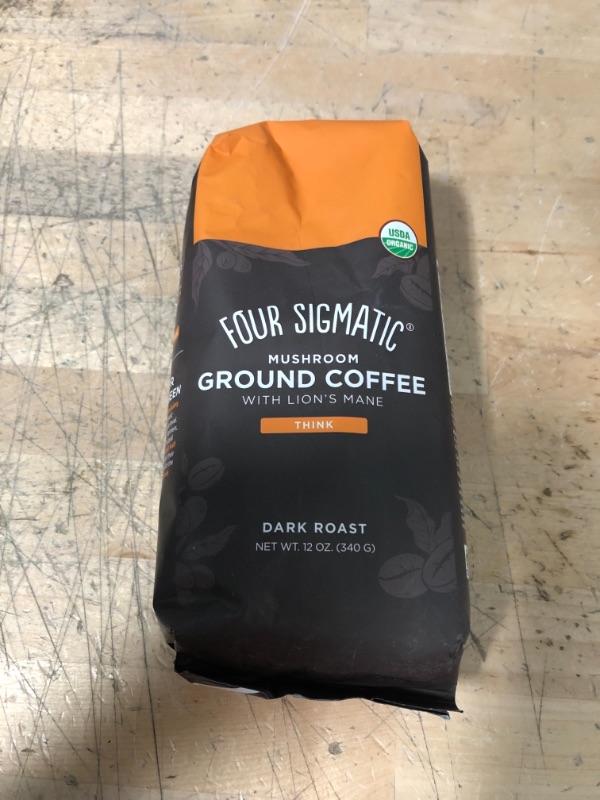 USDA
ORGANIC
FOUR SIGMATIC®
MUSHROOM
GROUND COFFEE
WITH LION'S MANE
THINK
DARK ROAST
NET WT. 12 OZ. (340 G)